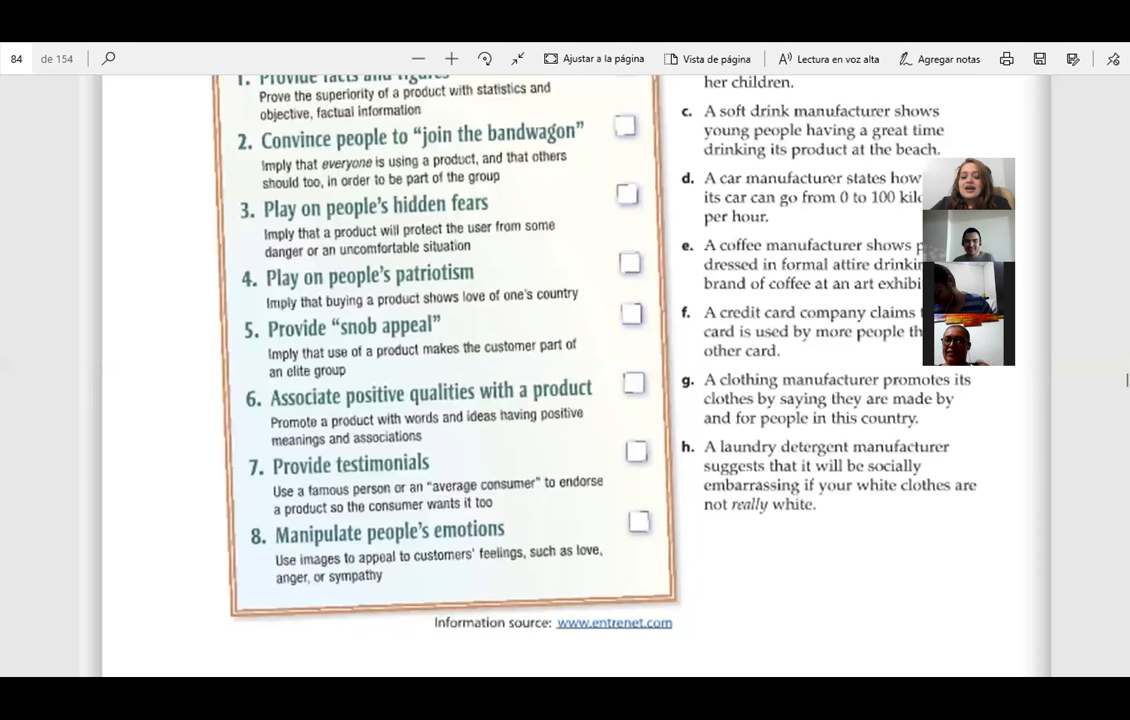 84 de 154
Ajustar a la página
Vista de página
Lectura en voz alta
Agregar notas
1. Provide facts and figures
Prove the superiority of a product with statistics and
objective, factual information
2. Convince people to “join the bandwagon”
Imply that everyone is using a product, and that others
should too, in order to be part of the group
3. Play on people’s hidden fears
Imply that a product will protect the user from some
danger or an uncomfortable situation
4. Play on people’s patriotism
Imply that buying a product shows love of one’s country
5. Provide “snob appeal”
Imply that use of a product makes the customer part of
an elite group
6. Associate positive qualities with a product
Promote a product with words and ideas having positive
meanings and associations
7. Provide testimonials
Use a famous person or an “average consumer” to endorse
a product so the consumer wants it too
8. Manipulate people’s emotions
Use images to appeal to customers’ feelings, such as love,
anger, or sympathy
Information source: www.entrenet.com
her children.
c. A soft drink manufacturer shows
young people having a great time
drinking its product at the beach.
d. A car manufacturer states how
its car can go from 0 to 100
per hour.
e. A coffee manufacturer shows
dressed in formal attire
brand of coffee at an art
f. A credit card company claims
card is used by more people
other card.
g. A clothing manufacturer promotes its
clothes by saying they are made by
and for people in this country.
h. A laundry detergent manufacturer
suggests that it will be socially
embarrassing if your white clothes are
not really white.